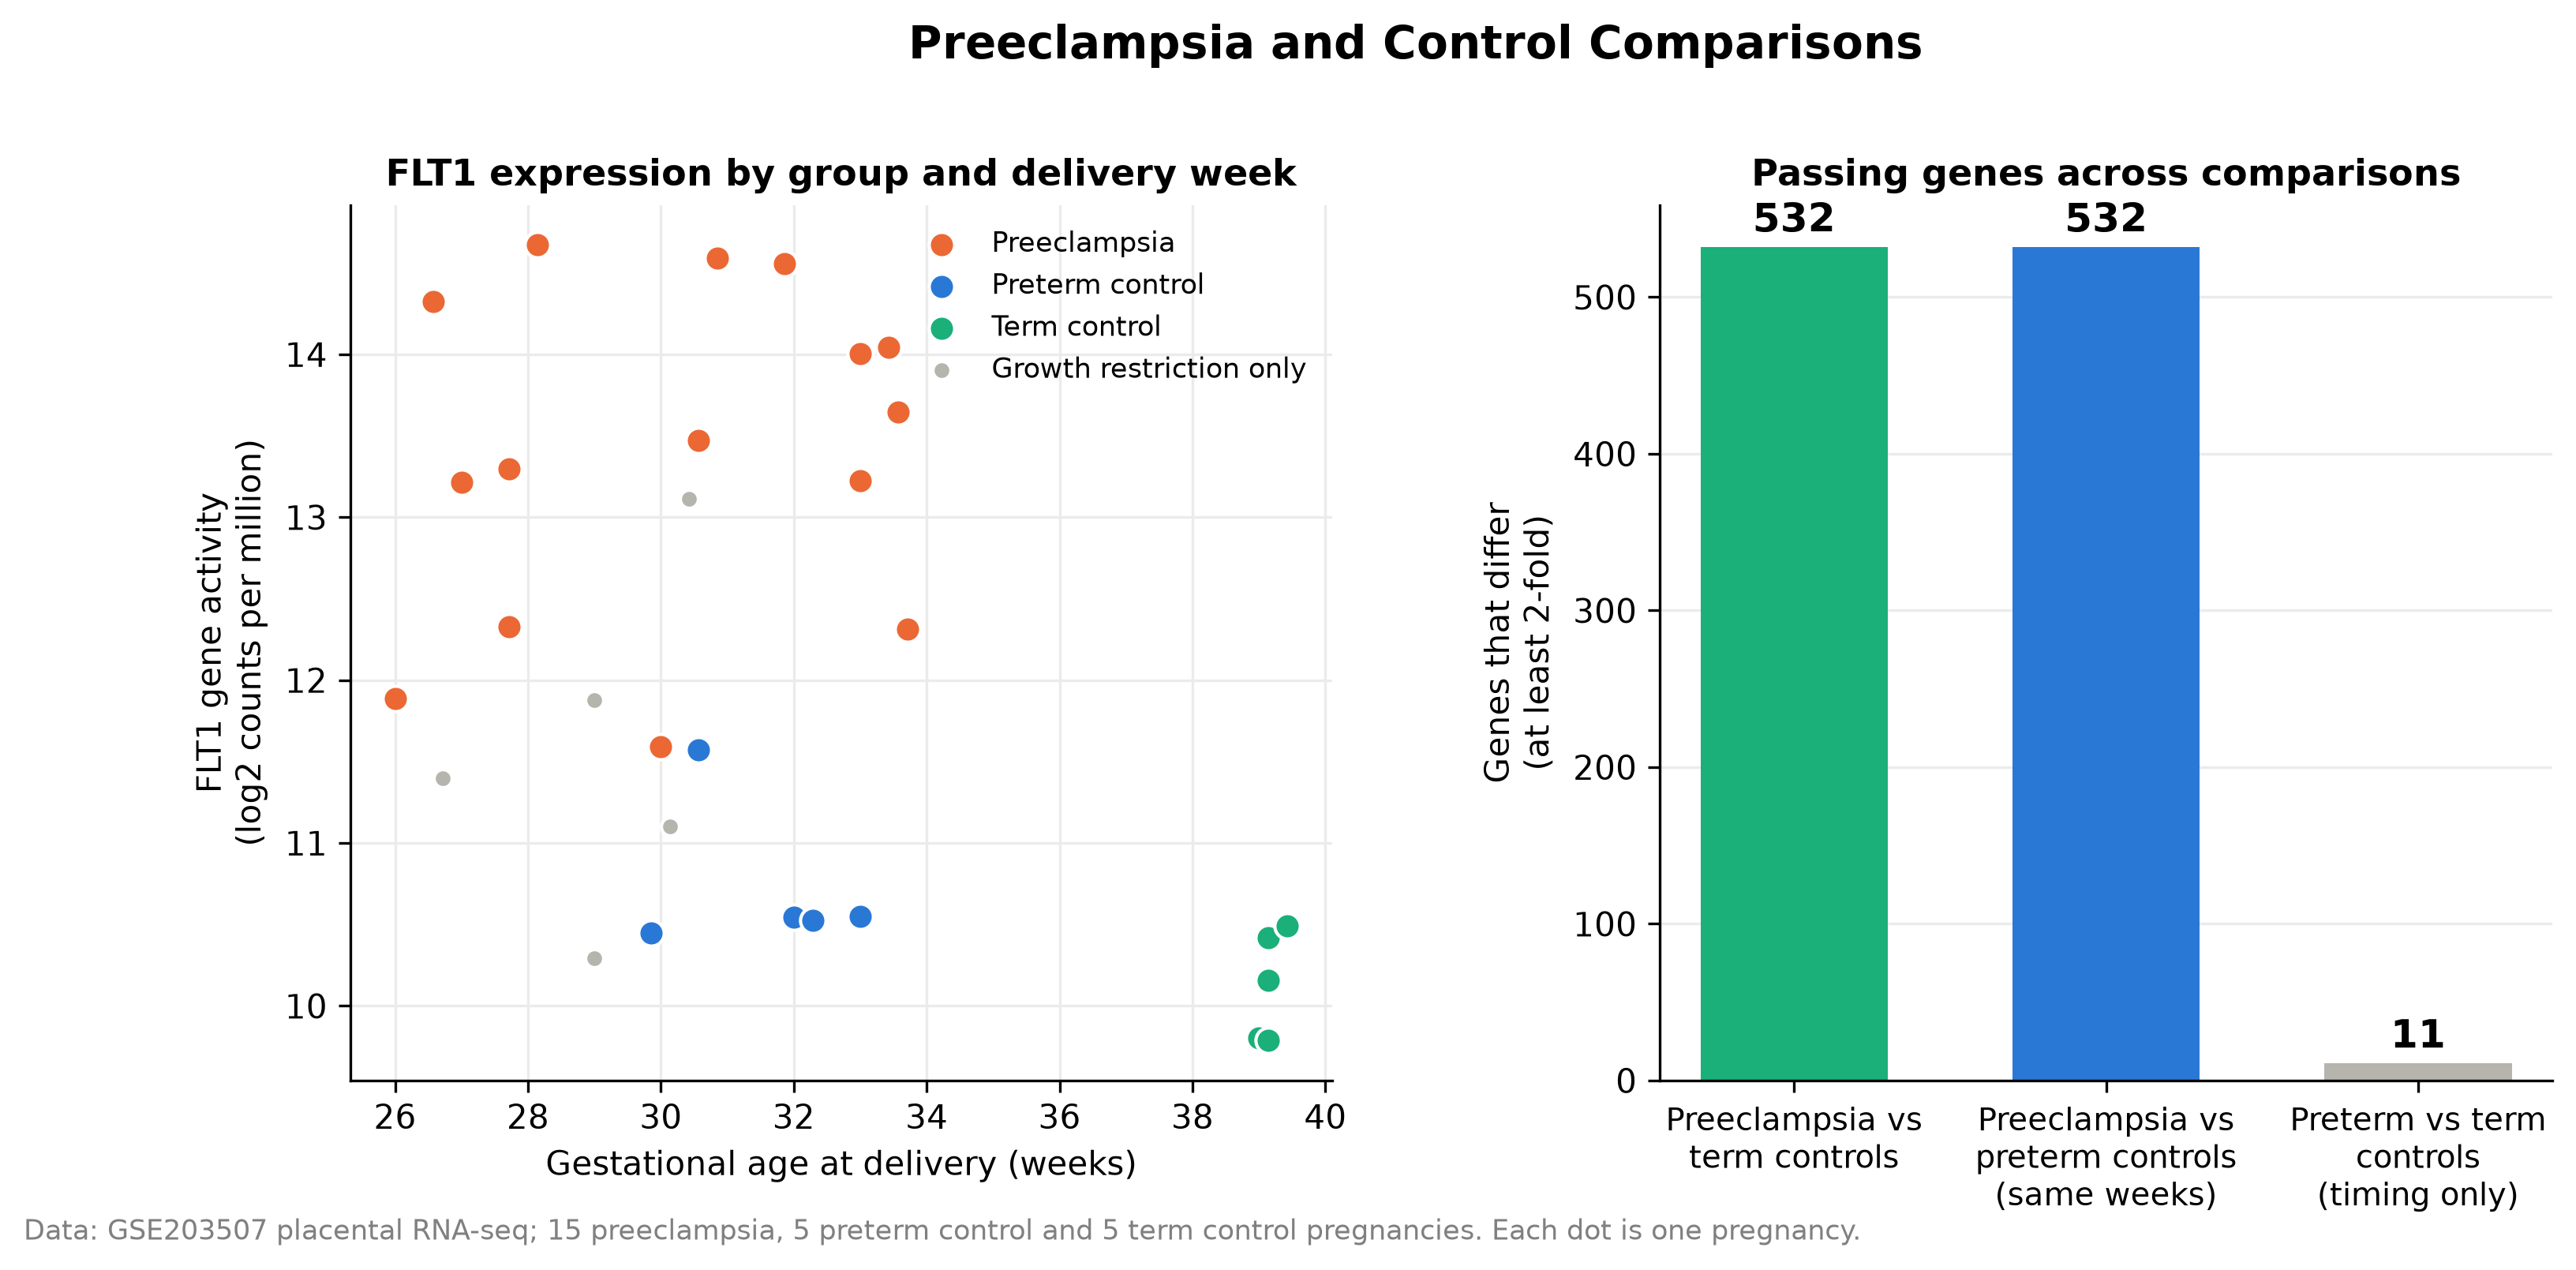 Preeclampsia and Control Comparisons
FLT1 expression by group and delivery week
FLT1 gene activity
(log2 counts per million)
14
13
12
11
10
Preeclampsia
Preterm control
Term control
Growth restriction only
26 28 30 32 34 36 38 40
Gestational age at delivery (weeks)
Passing genes across comparisons
Genes that differ
(at least 2-fold)
500
400
300
200
100
0
532 532 11
Preeclampsia vs
term controls
Preeclampsia vs
preterm controls
(same weeks)
Preterm vs term
controls
(timing only)
Data: GSE203507 placental RNA-seq; 15 preeclampsia, 5 preterm control and 5 term control pregnancies. Each dot is one pregnancy.